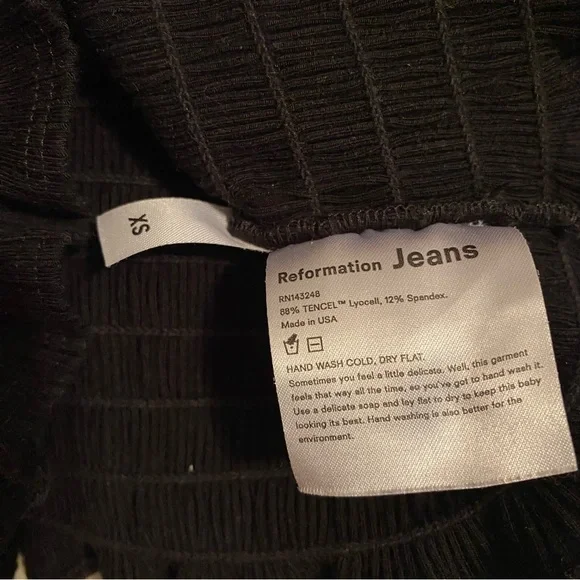 XS
Reformation Jeans
RN143248
88% TENCEL™ Lyocell, 12% Spandex.
Made in USA
HAND WASH COLD, DRY FLAT.
Sometimes you feel a little delicate. Well, this garment
feels that way all the time, so you've got to hand wash it.
Use a delicate soap and lay flat to dry to keep this baby
looking its best. Hand washing is also better for the
environment.